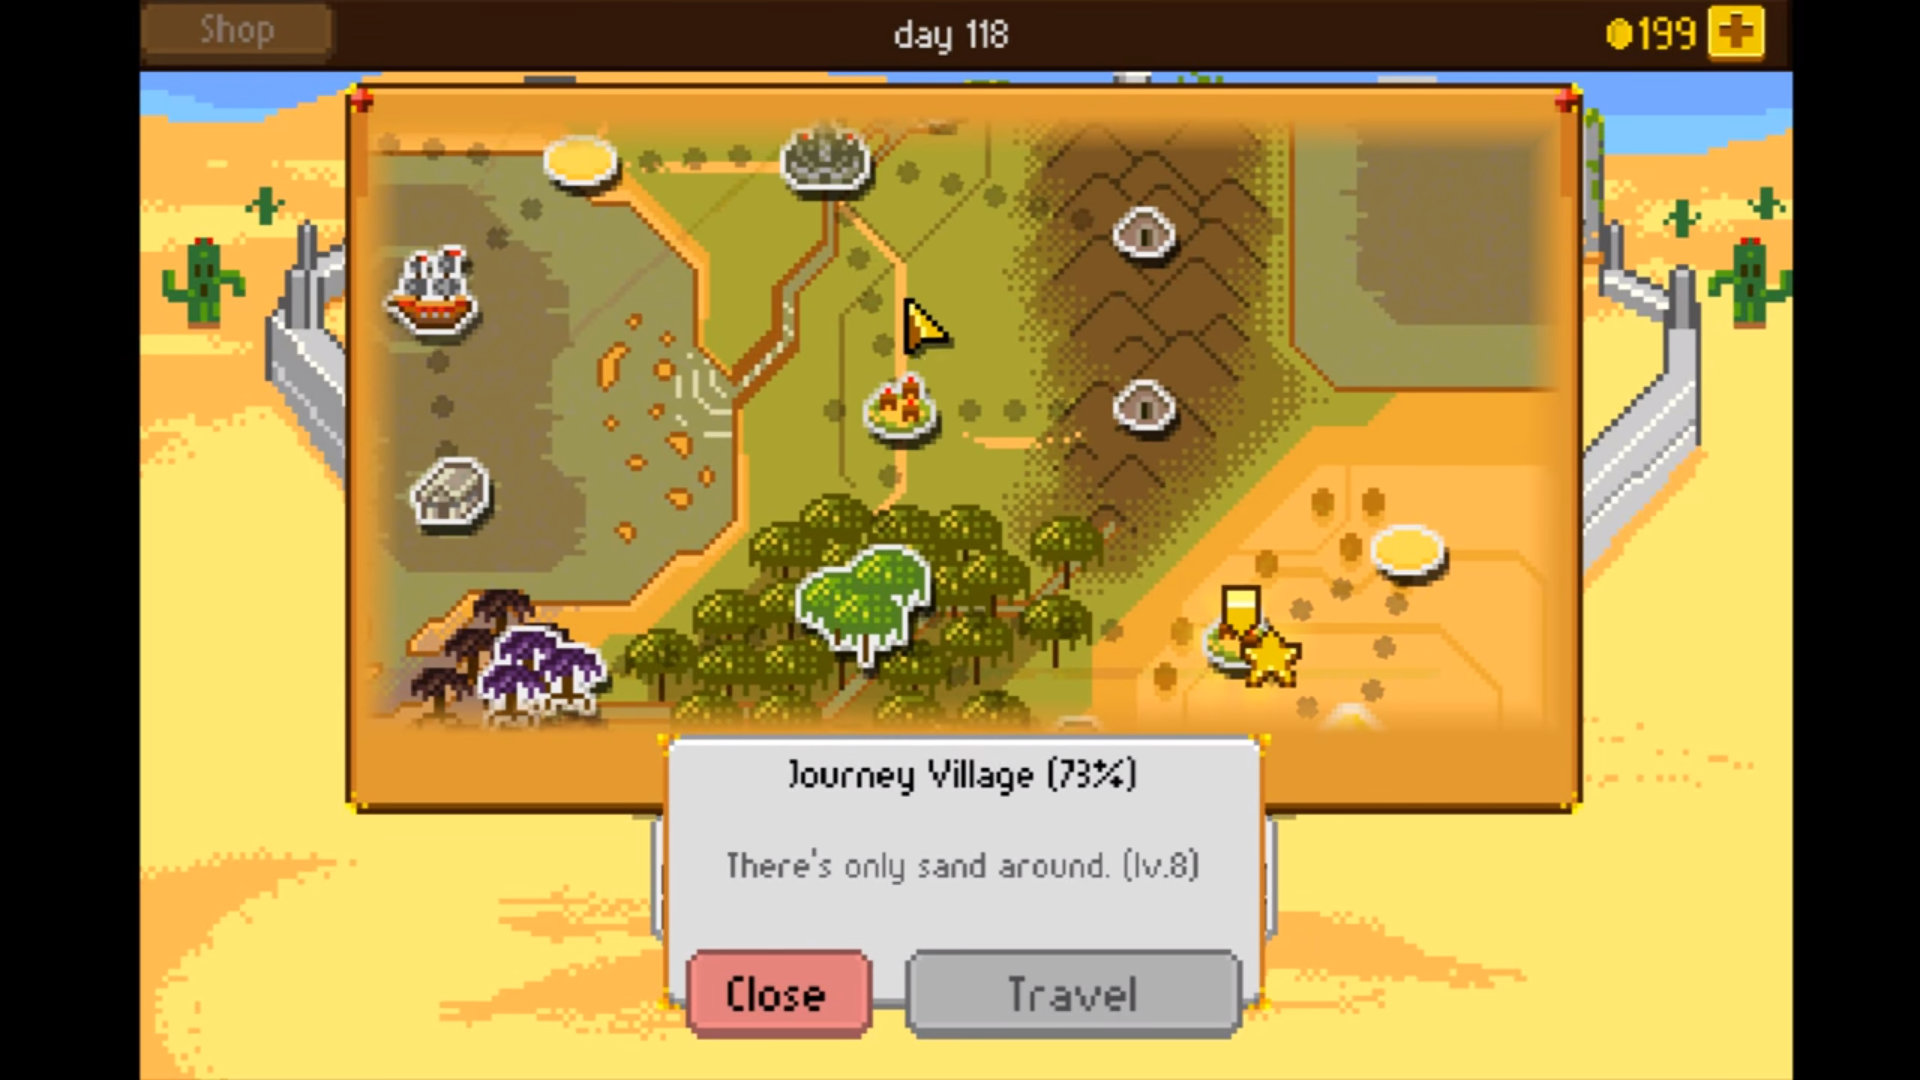 Shop
day 118
199
Journey Village (73%)
There's only sand around. (lv.8)
Close
Travel